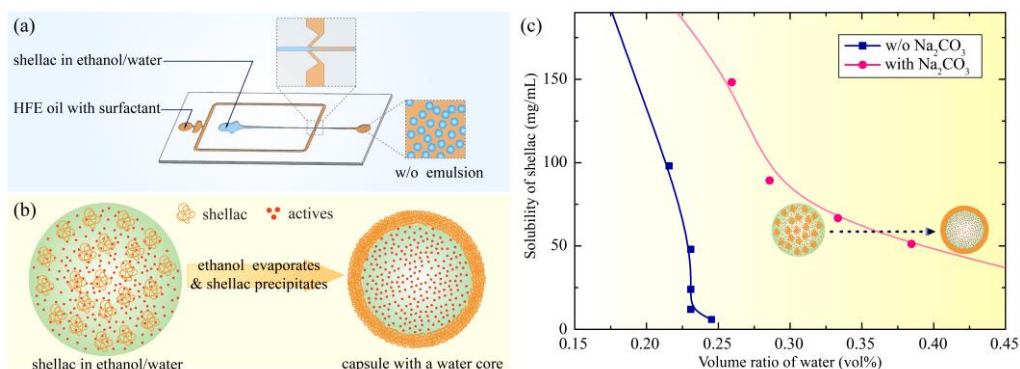 (a)
shellac in ethanol/water
HFE oil with surfactant
w/o emulsion
(b)
shellac
actives
ethanol evaporates
& shellac precipitates
shellac in ethanol/water
capsule with a water core
(c)
w/o Na₂CO₃
with Na₂CO₃
Solubility of shellac (mg/mL)
150
100
50
0
0.15 0.20 0.25 0.30 0.35 0.40 0.45
Volume ratio of water (vol%)